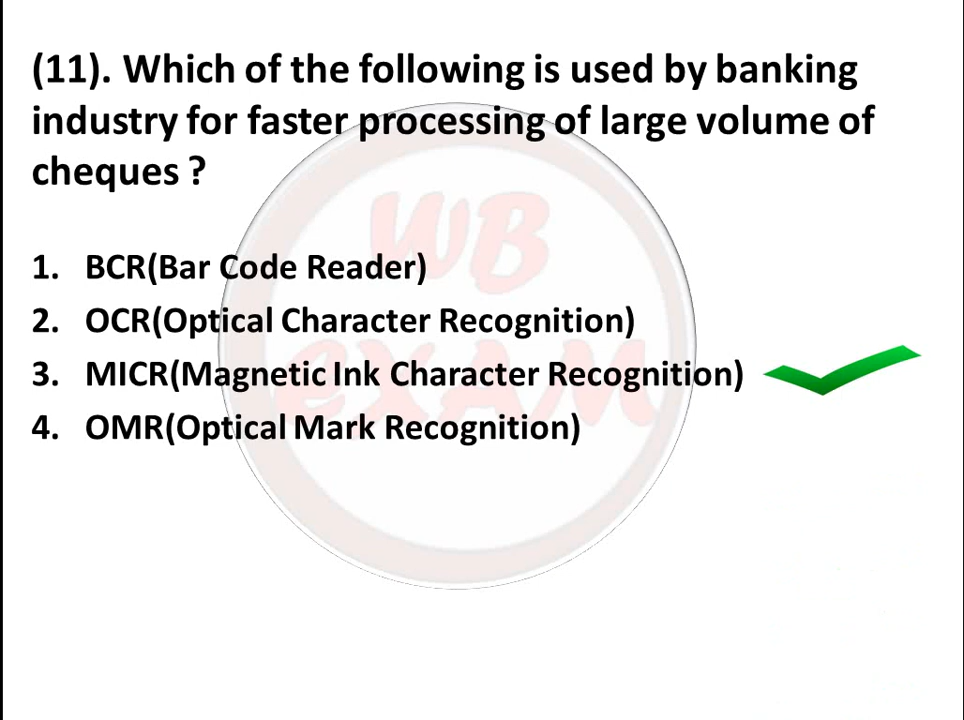 (11). Which of the following is used by banking
industry for faster processing of large volume of
cheques ?
WB
1. BCR(Bar Code Reader)
2. OCR(Optical Character Recognition)
3. MICR(Magnetic Ink Character Recognition)
eXAM
4. OMR(Optical Mark Recognition)